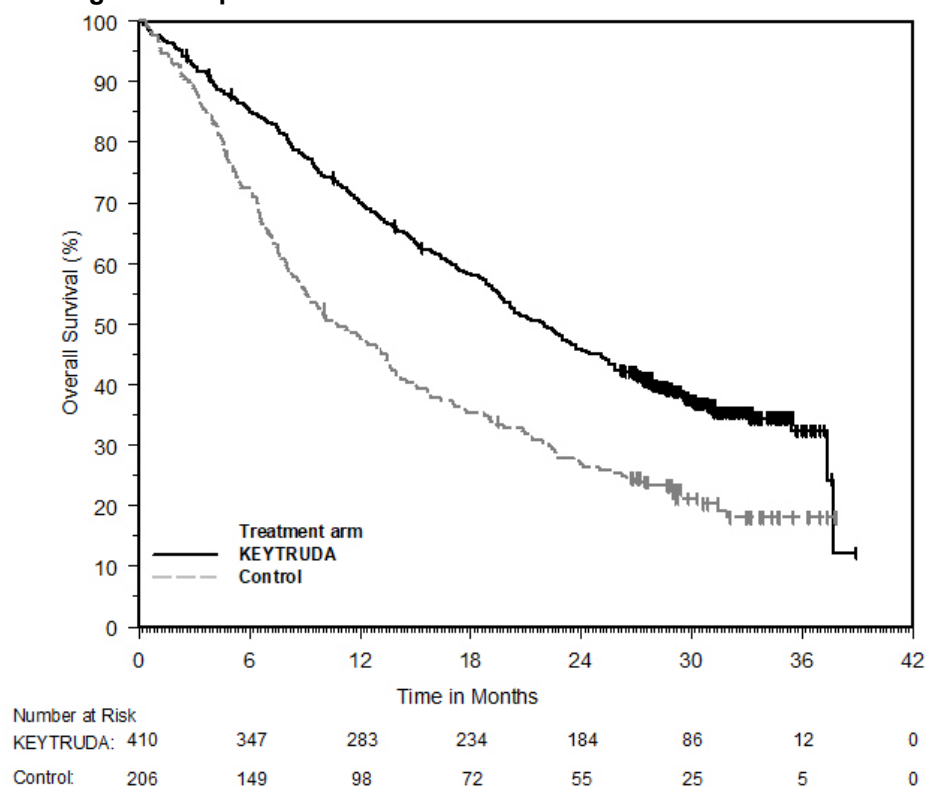 100
90
80
70
60
50
40
30
20
10
0
Overall Survival (%)
Treatment arm
KEYTRUDA
Control
0 6 12 18 24 30 36 42
Time in Months
Number at Risk
KEYTRUDA: 410 347 283 234 184 86 12 0
Control: 206 149 98 72 55 25 5 0